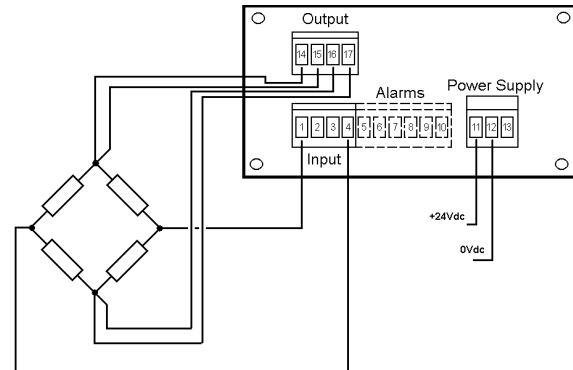 Output
14 15 16 17
Alarms
Power Supply
1 2 3 4 5 6 7 8 9 10
11 12 13
Input
+24Vdc
0Vdc